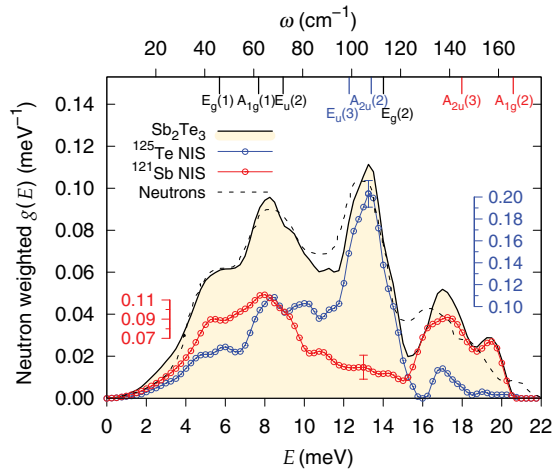 ω (cm⁻¹)
20 40 60 80 100 120 140 160
E_g(1) A_1g(1) E_u(2) E_u(3) A_2u(2) E_g(2) A_2u(3) A_1g(2)
Sb₂Te₃
¹²⁵Te NIS
¹²¹Sb NIS
Neutrons
Neutron weighted g(E) (meV⁻¹)
0.14
0.12
0.10
0.08
0.06
0.04
0.02
0.00
0.11
0.09
0.07
0.20
0.18
0.16
0.14
0.12
0.10
0 2 4 6 8 10 12 14 16 18 20 22
E (meV)